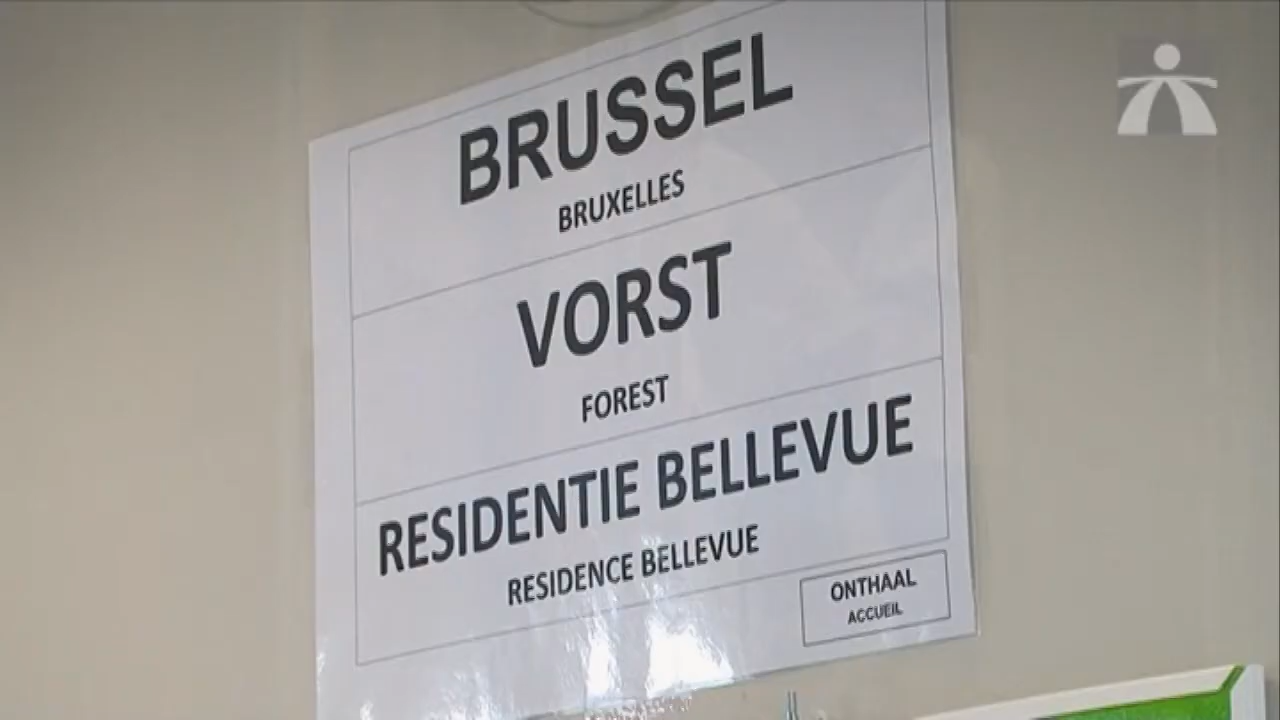 BRUSSEL
BRUXELLES
VORST
FOREST
RESIDENTIE BELLEVUE
RESIDENCE BELLEVUE
ONTHAAL
ACCUEIL